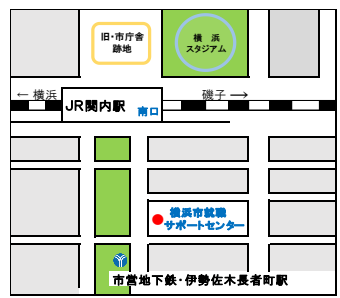 旧・市庁舎
跡地
横　浜
スタジアム
← 横浜
磯子 →
JR関内駅
南口
横浜市就職
サポートセンター
市営地下鉄・伊勢佐木長者町駅